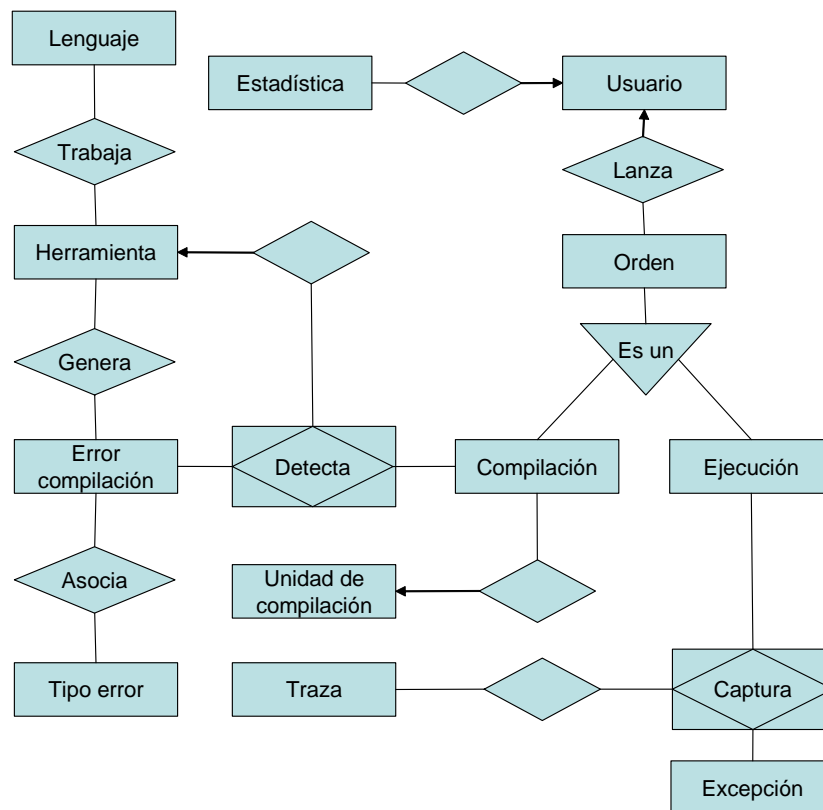 Lenguaje
Estadística
Usuario
Trabaja
Lanza
Herramienta
Orden
Es un
Genera
Error
compilación
Detecta
Compilación
Ejecución
Asocia
Unidad de
compilación
Tipo error
Traza
Captura
Excepción